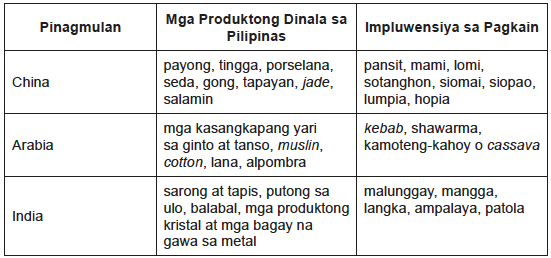 Pinagmulan
Mga Produktong Dinala sa
Pilipinas
Impluwensiya sa Pagkain
China
payong, tingga, porselana,
seda, gong, tapayan, jade,
salamin
pansit, mami, lomi,
sotanghon, siomai, siopao,
lumpia, hopia
Arabia
mga kasangkapang yari
sa ginto at tanso, muslin,
cotton, lana, alpombra
kebab, shawarma,
kamoteng-kahoy o cassava
India
sarong at tapis, putong sa
ulo, balabal, mga produktong
kristal at mga bagay na
gawa sa metal
malunggay, mangga,
langka, ampalaya, patola